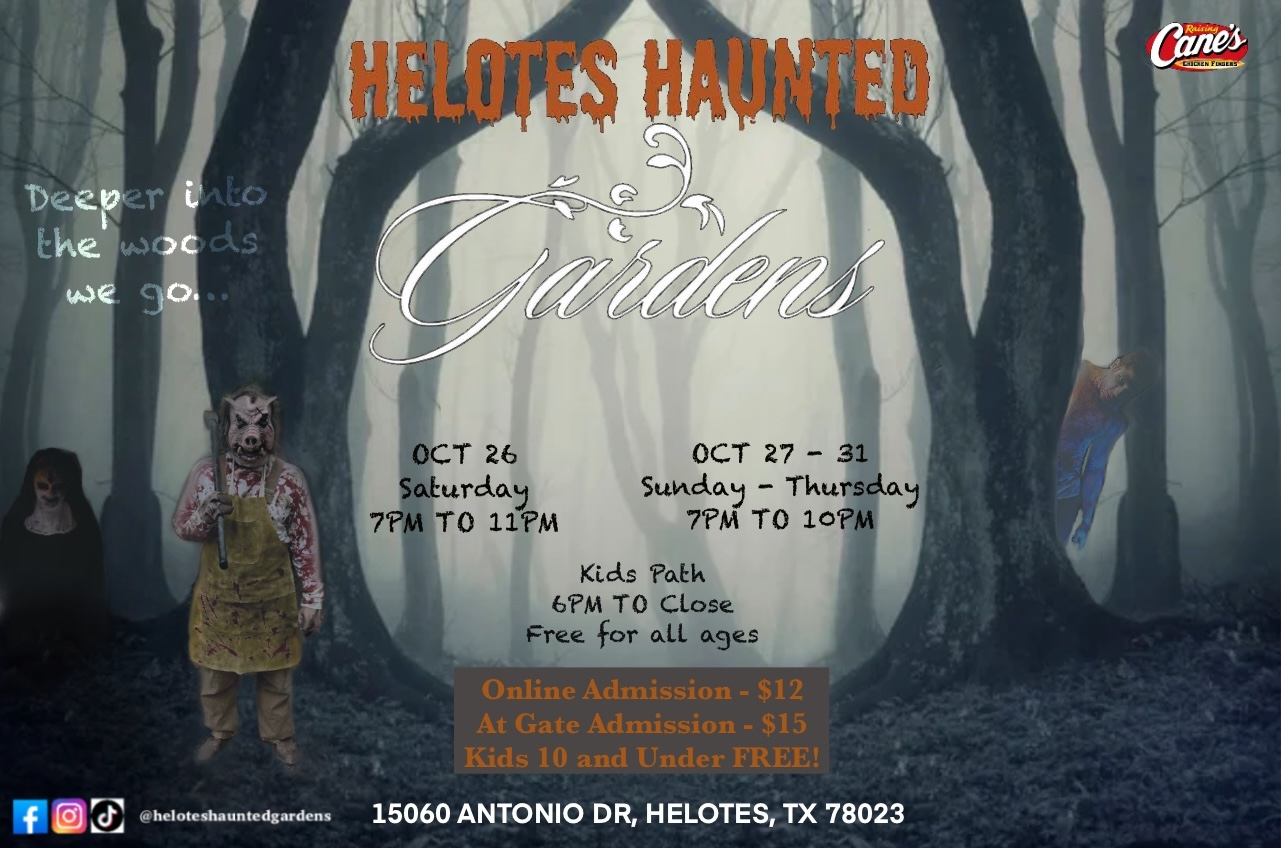 Raising
Cane's
CHICKEN FINGERS
HELOTES HAUNTED
Gardens
Deeper into
the woods
we go...
OCT 26
Saturday
7PM TO 11PM
OCT 27 - 31
Sunday - Thursday
7PM TO 10PM
Kids Path
6PM TO Close
Free for all ages
Online Admission - $12
At Gate Admission - $15
Kids 10 and Under FREE!
@heloteshauntedgardens
15060 ANTONIO DR, HELOTES, TX 78023